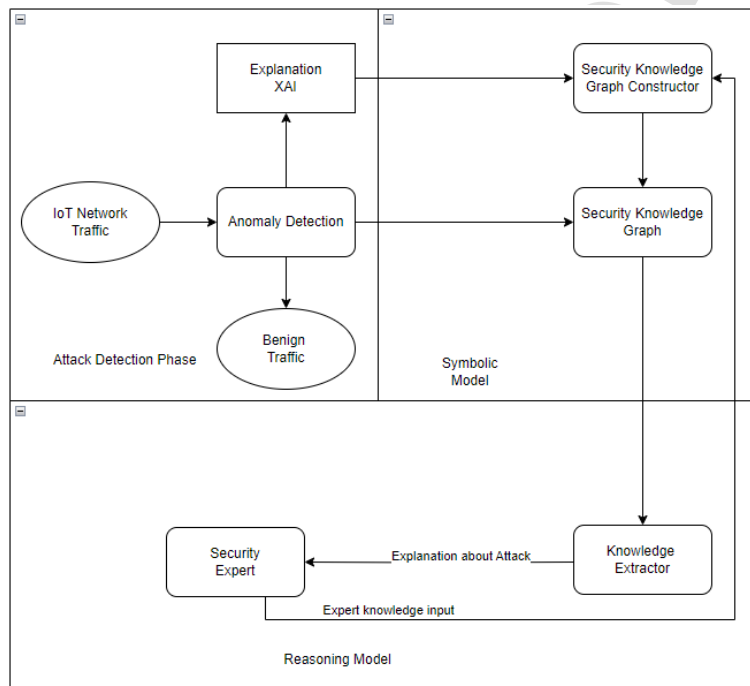 Explanation
XAI
Security Knowledge
Graph Constructor
IoT Network
Traffic
Anomaly Detection
Security Knowledge
Graph
Benign
Traffic
Attack Detection Phase
Symbolic
Model
Security
Expert
Explanation about Attack
Knowledge
Extractor
Expert knowledge input
Reasoning Model